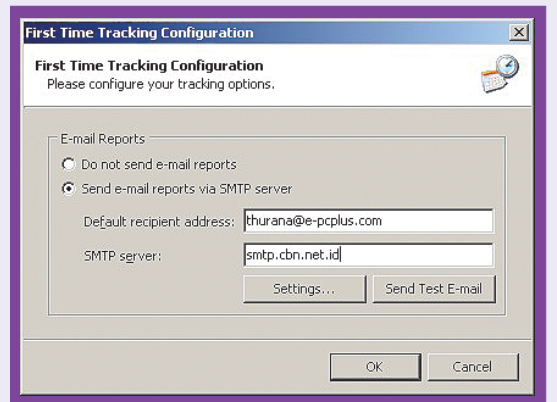 First Time Tracking Configuration
First Time Tracking Configuration
Please configure your tracking options.
E-mail Reports
Do not send e-mail reports
Send e-mail reports via SMTP server
Default recipient address: thurana@e-pcplus.com
SMTP server: smtp.cbn.net.id
Settings... Send Test E-mail
OK Cancel